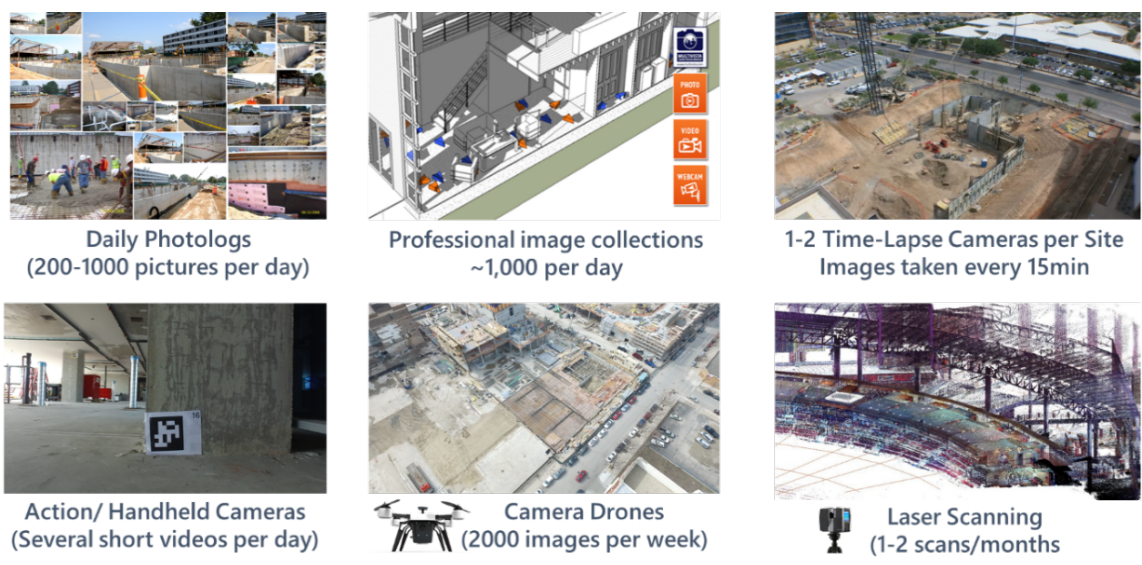 PHOTO
VIDEO
WEBCAM
Daily Photologs
(200-1000 pictures per day)
Professional image collections
~1,000 per day
1-2 Time-Lapse Cameras per Site
Images taken every 15min
16
Action/ Handheld Cameras
(Several short videos per day)
Camera Drones
(2000 images per week)
Laser Scanning
(1-2 scans/months